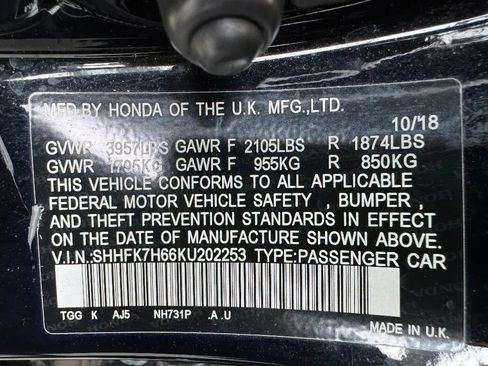 MFD.BY HONDA OF THE U.K. MFG.,LTD.
10/18
GVWR 3957LBS GAWR F 2105LBS R 1874LBS
GVWR 1795KG GAWR F 955KG R 850KG
THIS VEHICLE CONFORMS TO ALL APPLICABLE
FEDERAL MOTOR VEHICLE SAFETY , BUMPER ,
AND THEFT PREVENTION STANDARDS IN EFFECT
ON THE DATE OF MANUFACTURE SHOWN ABOVE.
V.I.N.:SHHFK7H66KU202253 TYPE:PASSENGER CAR
TGG K AJ5 NH731P .A .U
MADE IN U.K.